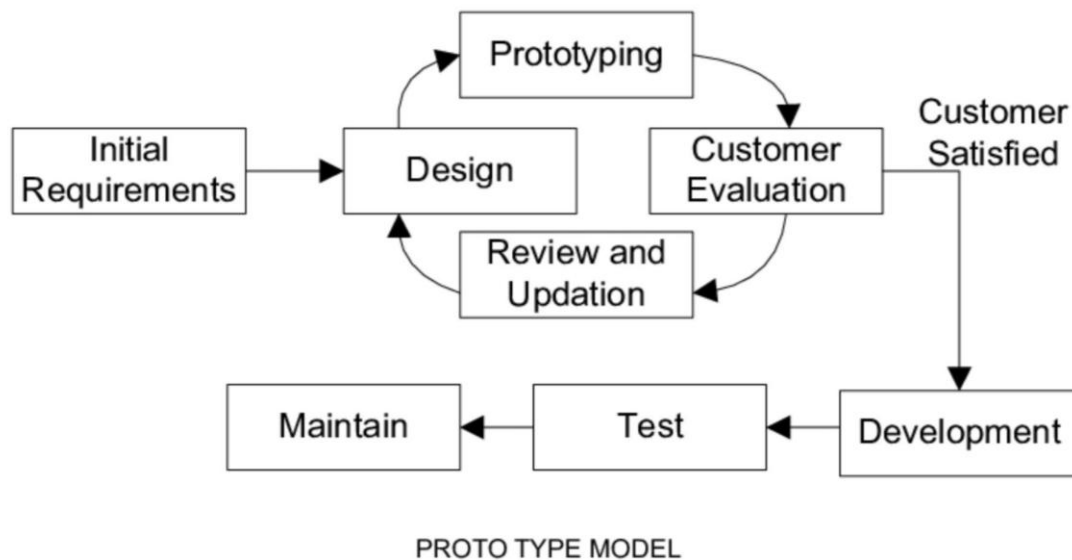 Prototyping
Customer
Satisfied
Initial
Requirements
Design
Customer
Evaluation
Review and
Updation
Maintain
Test
Development
PROTO TYPE MODEL